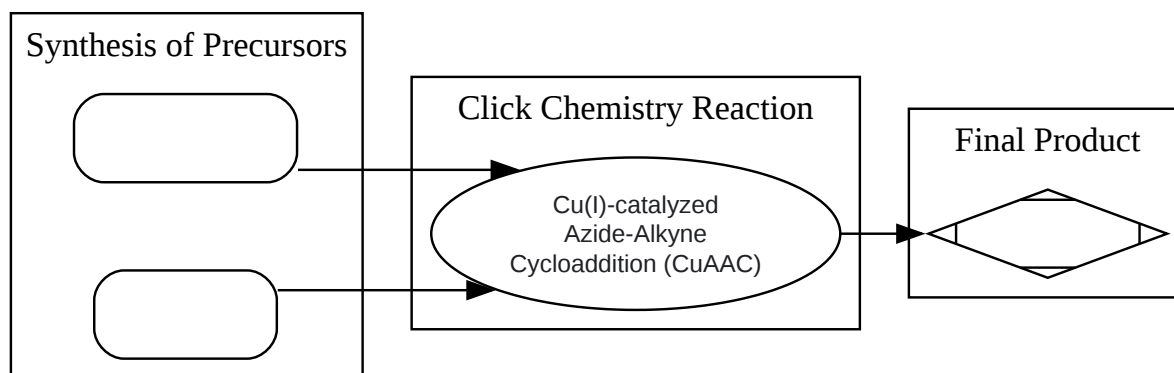 Synthesis of Precursors
Click Chemistry Reaction
Final Product
Cu(I)-catalyzed
Azide-Alkyne
Cycloaddition (CuAAC)